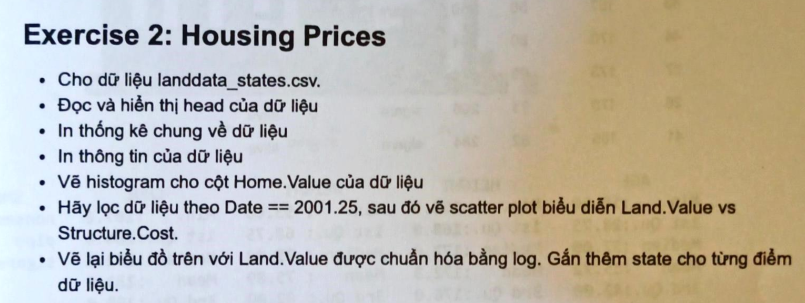 Exercise 2: Housing Prices
• Cho dữ liệu landdata_states.csv.
• Đọc và hiển thị head của dữ liệu
• In thống kê chung về dữ liệu
• In thông tin của dữ liệu
• Vẽ histogram cho cột Home.Value của dữ liệu
• Hãy lọc dữ liệu theo Date == 2001.25, sau đó vẽ scatter plot biểu diễn Land.Value vs
Structure.Cost.
• Vẽ lại biểu đồ trên với Land.Value được chuẩn hóa bằng log. Gắn thêm state cho từng điểm
dữ liệu.